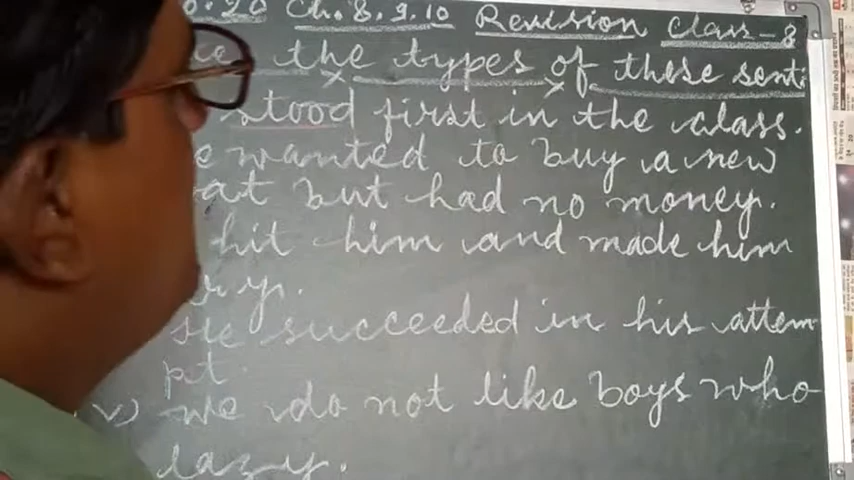 Ch. 8.9.10 Revision Class-8
the types of these sent
stood first in the class.
wanted to buy a new
but had no money.
hit him and made him
ry.
He succeeded in his attem-
pt.
v) we do not like boys who
lazy.